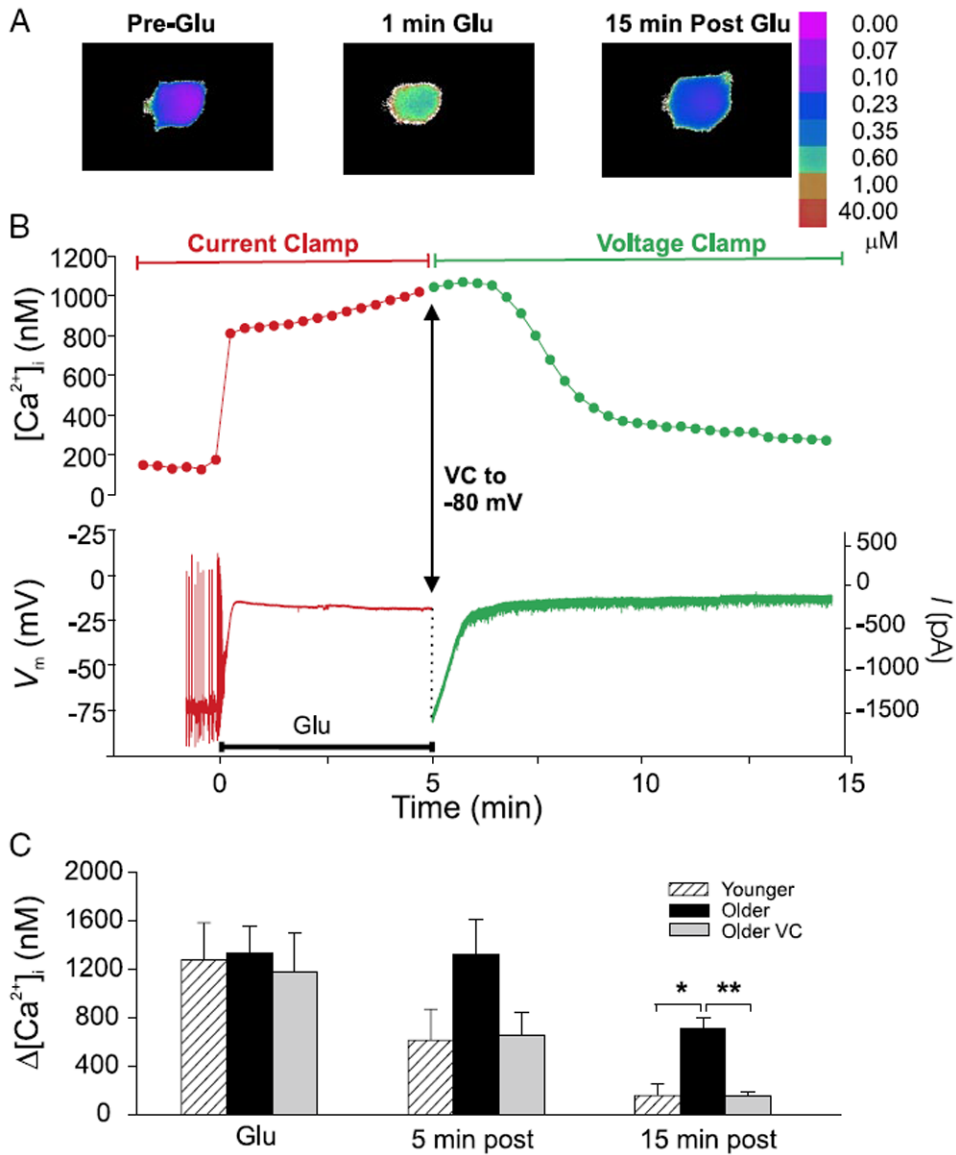 A
Pre-Glu
1 min Glu
15 min Post Glu
0.00
0.07
0.10
0.23
0.35
0.60
1.00
40.00
μM
B
Current Clamp
Voltage Clamp
1200
1000
800
600
400
200
0
[Ca²⁺]ᵢ (nM)
VC to
-80 mV
-25
0
-25
-50
-75
Vₘ (mV)
500
0
-500
-1000
-1500
I (pA)
Glu
0
5
10
15
Time (min)
C
2000
1600
1200
800
400
0
Δ[Ca²⁺]ᵢ (nM)
Younger
Older
Older VC
*
**
Glu
5 min post
15 min post